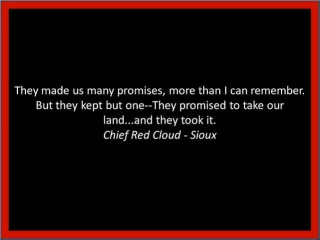 They made us many promises, more than I can remember.
But they kept but one--They promised to take our
land...and they took it.
Chief Red Cloud - Sioux